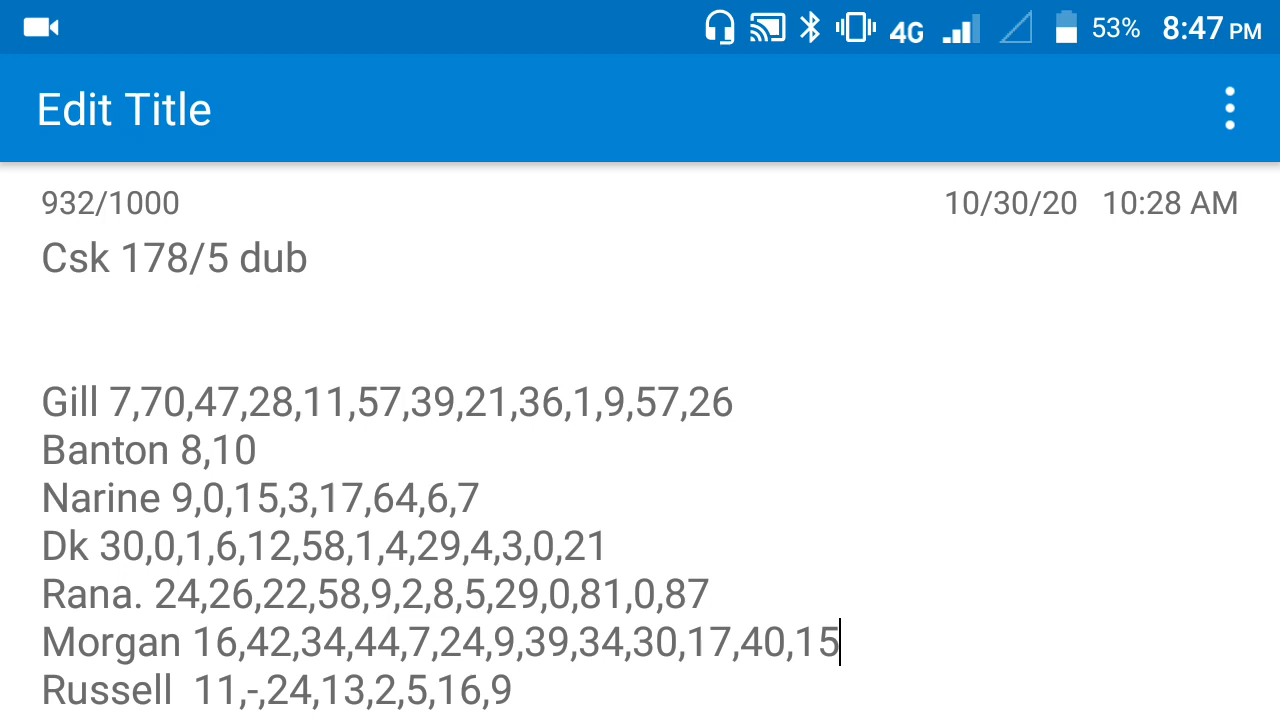 4G 53% 8:47 PM
Edit Title
932/1000 10/30/20 10:28 AM
Csk 178/5 dub
Gill 7,70,47,28,11,57,39,21,36,1,9,57,26
Banton 8,10
Narine 9,0,15,3,17,64,6,7
Dk 30,0,1,6,12,58,1,4,29,4,3,0,21
Rana. 24,26,22,58,9,2,8,5,29,0,81,0,87
Morgan 16,42,34,44,7,24,9,39,34,30,17,40,15
Russell  11,-,24,13,2,5,16,9